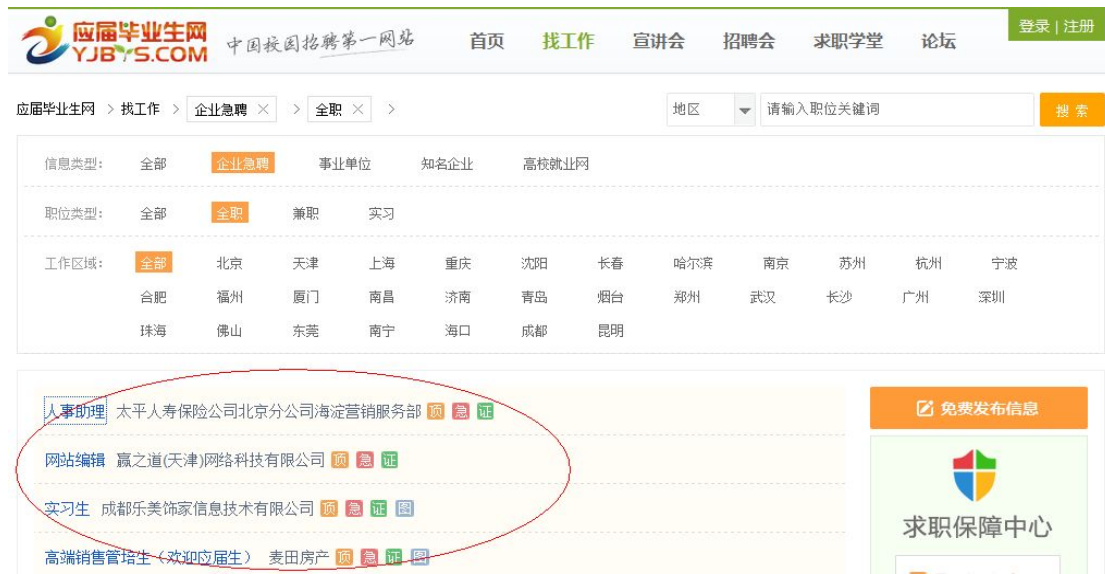 应届毕业生网
YJBYS.COM
中国校园招聘第一网站
首页 找工作 宣讲会 招聘会 求职学堂 论坛
登录 | 注册
应届毕业生网 > 找工作 > 企业急聘 × > 全职 × >
地区 请输入职位关健词 搜索
信息类型: 全部 企业急聘 事业单位 知名企业 高校就业网
职位类型: 全部 全职 兼职 实习
工作区域: 全部 北京 天津 上海 重庆 沈阳 长春 哈尔滨 南京 苏州 杭州 宁波
合肥 福州 厦门 南昌 济南 青岛 烟台 郑州 武汉 长沙 广州 深圳
珠海 佛山 东莞 南宁 海口 成都 昆明
人事助理 太平人寿保险公司北京分公司海淀营销服务部 顶 急 证
网站编辑 赢之道(天津)网络科技有限公司 顶 急 证
实习生 成都乐美饰家信息技术有限公司 顶 急 证 图
高端销售管培生（欢迎应届生） 麦田房产 顶 急 证 图
免费发布信息
求职保障中心